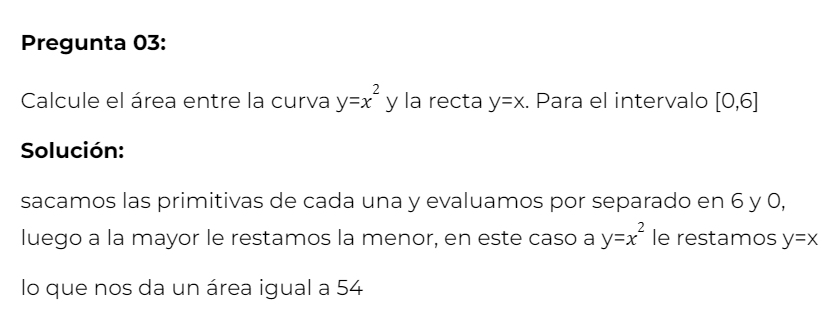 Pregunta 03:
Calcule el área entre la curva y=x² y la recta y=x. Para el intervalo [0,6]
Solución:
sacamos las primitivas de cada una y evaluamos por separado en 6 y 0,
luego a la mayor le restamos la menor, en este caso a y=x² le restamos y=x
lo que nos da un área igual a 54